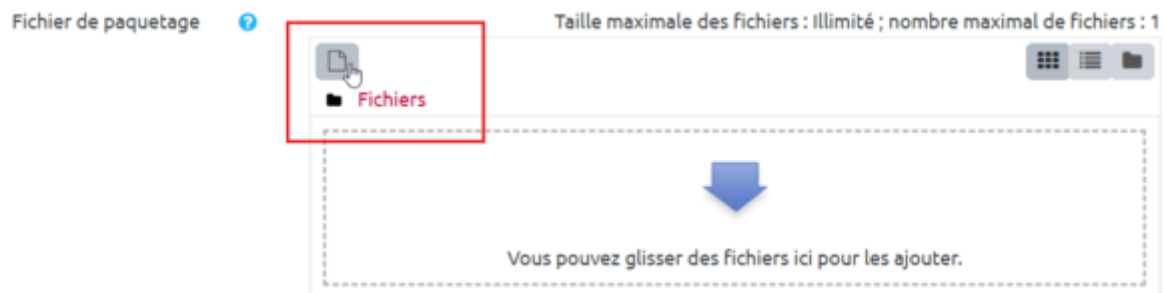 Fichier de paquetage
Taille maximale des fichiers : Illimité ; nombre maximal de fichiers : 1
Fichiers
Vous pouvez glisser des fichiers ici pour les ajouter.